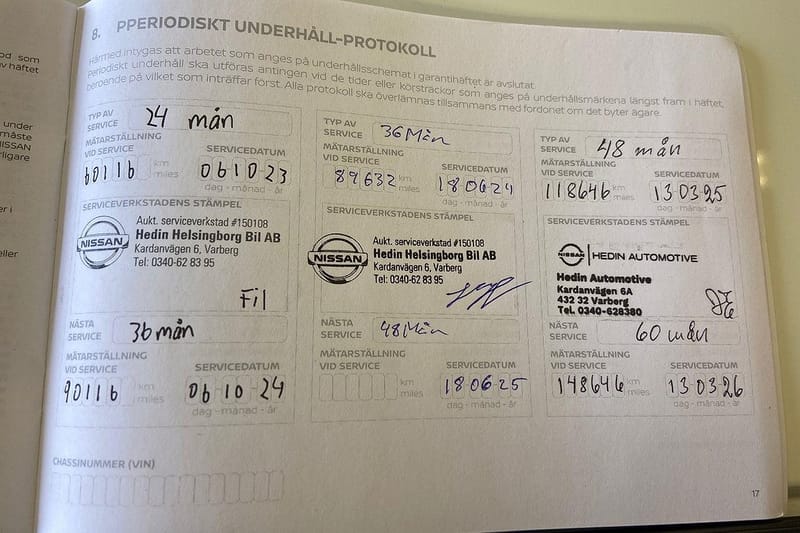 8. PPERIODISKT UNDERHÅLL-PROTOKOLL
Härmed intygas att arbetet som anges på underhållsschemat i garantihäftet är avslutat.
Periodiskt underhåll ska utföras antingen vid de tider eller körsträckor som anges på underhållsmärkena längst fram i häftet,
beroende på vilket som inträffar först. Alla protokoll ska överlämnas tillsammans med fordonet om det byter ägare.
TYP AV SERVICE 24 mån
MÄTARSTÄLLNING VID SERVICE
SERVICEDATUM
60116 km miles
061023
dag - månad - år
SERVICEVERKSTADENS STÄMPEL
NISSAN
Aukt. serviceverkstad #150108
Hedin Helsingborg Bil AB
Kardanvägen 6, Varberg
Tel: 0340-62 83 95
Fil
NÄSTA SERVICE 36 mån
MÄTARSTÄLLNING VID SERVICE
SERVICEDATUM
90116 km miles
06 10 24
dag - månad - år
TYP AV SERVICE 36 Mån
MÄTARSTÄLLNING VID SERVICE
SERVICEDATUM
89632 km miles
180624
dag - månad - år
SERVICEVERKSTADENS STÄMPEL
NISSAN
Aukt. serviceverkstad #150108
Hedin Helsingborg Bil AB
Kardanvägen 6, Varberg
Tel: 0340-62 83 95
NÄSTA SERVICE 48 Mån
MÄTARSTÄLLNING VID SERVICE
SERVICEDATUM
km miles
180625
dag - månad - år
TYP AV SERVICE 48 mån
MÄTARSTÄLLNING VID SERVICE
SERVICEDATUM
118646 km miles
13 03 25
dag - månad - år
SERVICEVERKSTADENS STÄMPEL
NISSAN HEDIN AUTOMOTIVE
Hedin Automotive
Kardanvägen 6A
432 32 Varberg
Tel. 0340-628380
NÄSTA SERVICE 60 mån
MÄTARSTÄLLNING VID SERVICE
SERVICEDATUM
148646 km miles
13 03 26
dag - månad - år
CHASSINUMMER (VIN)
17